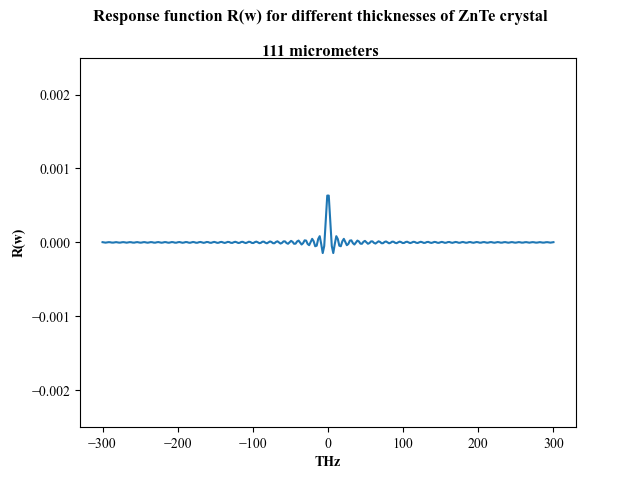 Response function R(w) for different thicknesses of ZnTe crystal
111 micrometers
0.002
0.001
0.000
−0.001
−0.002
R(w)
−300 −200 −100 0 100 200 300
THz